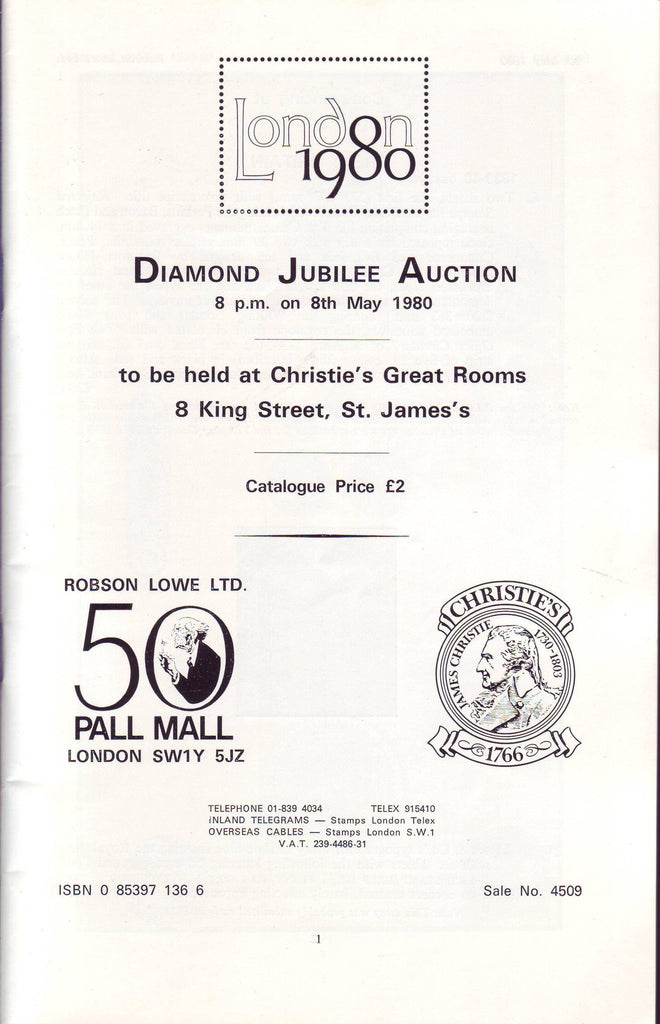 London
1980
DIAMOND JUBILEE AUCTION
8 p.m. on 8th May 1980
to be held at Christie's Great Rooms
8 King Street, St. James's
Catalogue Price £2
ROBSON LOWE LTD.
50
PALL MALL
LONDON SW1Y 5JZ
CHRISTIE'S
JAMES CHRISTIE 1730-1803
1766
TELEPHONE 01-839 4034 TELEX 915410
INLAND TELEGRAMS — Stamps London Telex
OVERSEAS CABLES — Stamps London S.W.1
V.A.T. 239-4486-31
ISBN 0 85397 136 6 Sale No. 4509
1